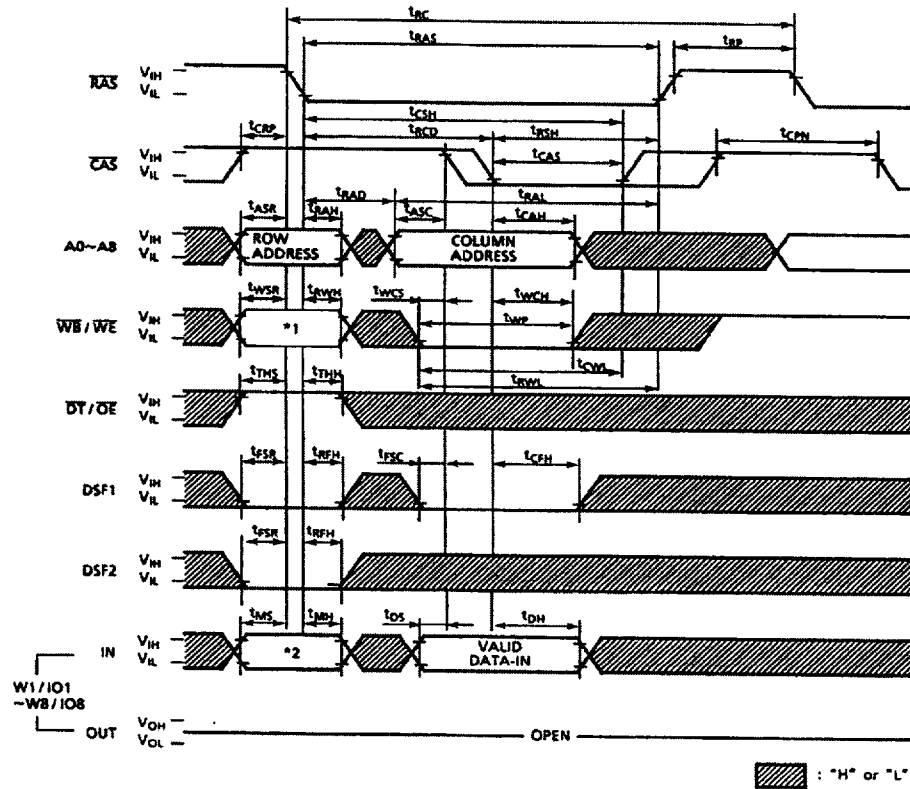 tRC
tRAS
tRP
RAS VIH
VIL
tCSH
tCRP tRCD tRSH tCPN
CAS VIH
VIL
tCAS
tRAD tRAL
tASR tRAH tASC tCAH
A0~A8 VIH
VIL
ROW ADDRESS
COLUMN ADDRESS
tWSR tRWH tWCS tWCH
WB / WE VIH
VIL
*1
tWP
tCWL
tRWL
tTHS tTHH
DT / OE VIH
VIL
tFSR tRFH tFSC tCFH
DSF1 VIH
VIL
tFSR tRFH
DSF2 VIH
VIL
tMS tMH tDS tDH
IN VIH
VIL
*2
VALID DATA-IN
W1 / IO1
~W8 / IO8
OUT VOH
VOL
OPEN
: "H" or "L"